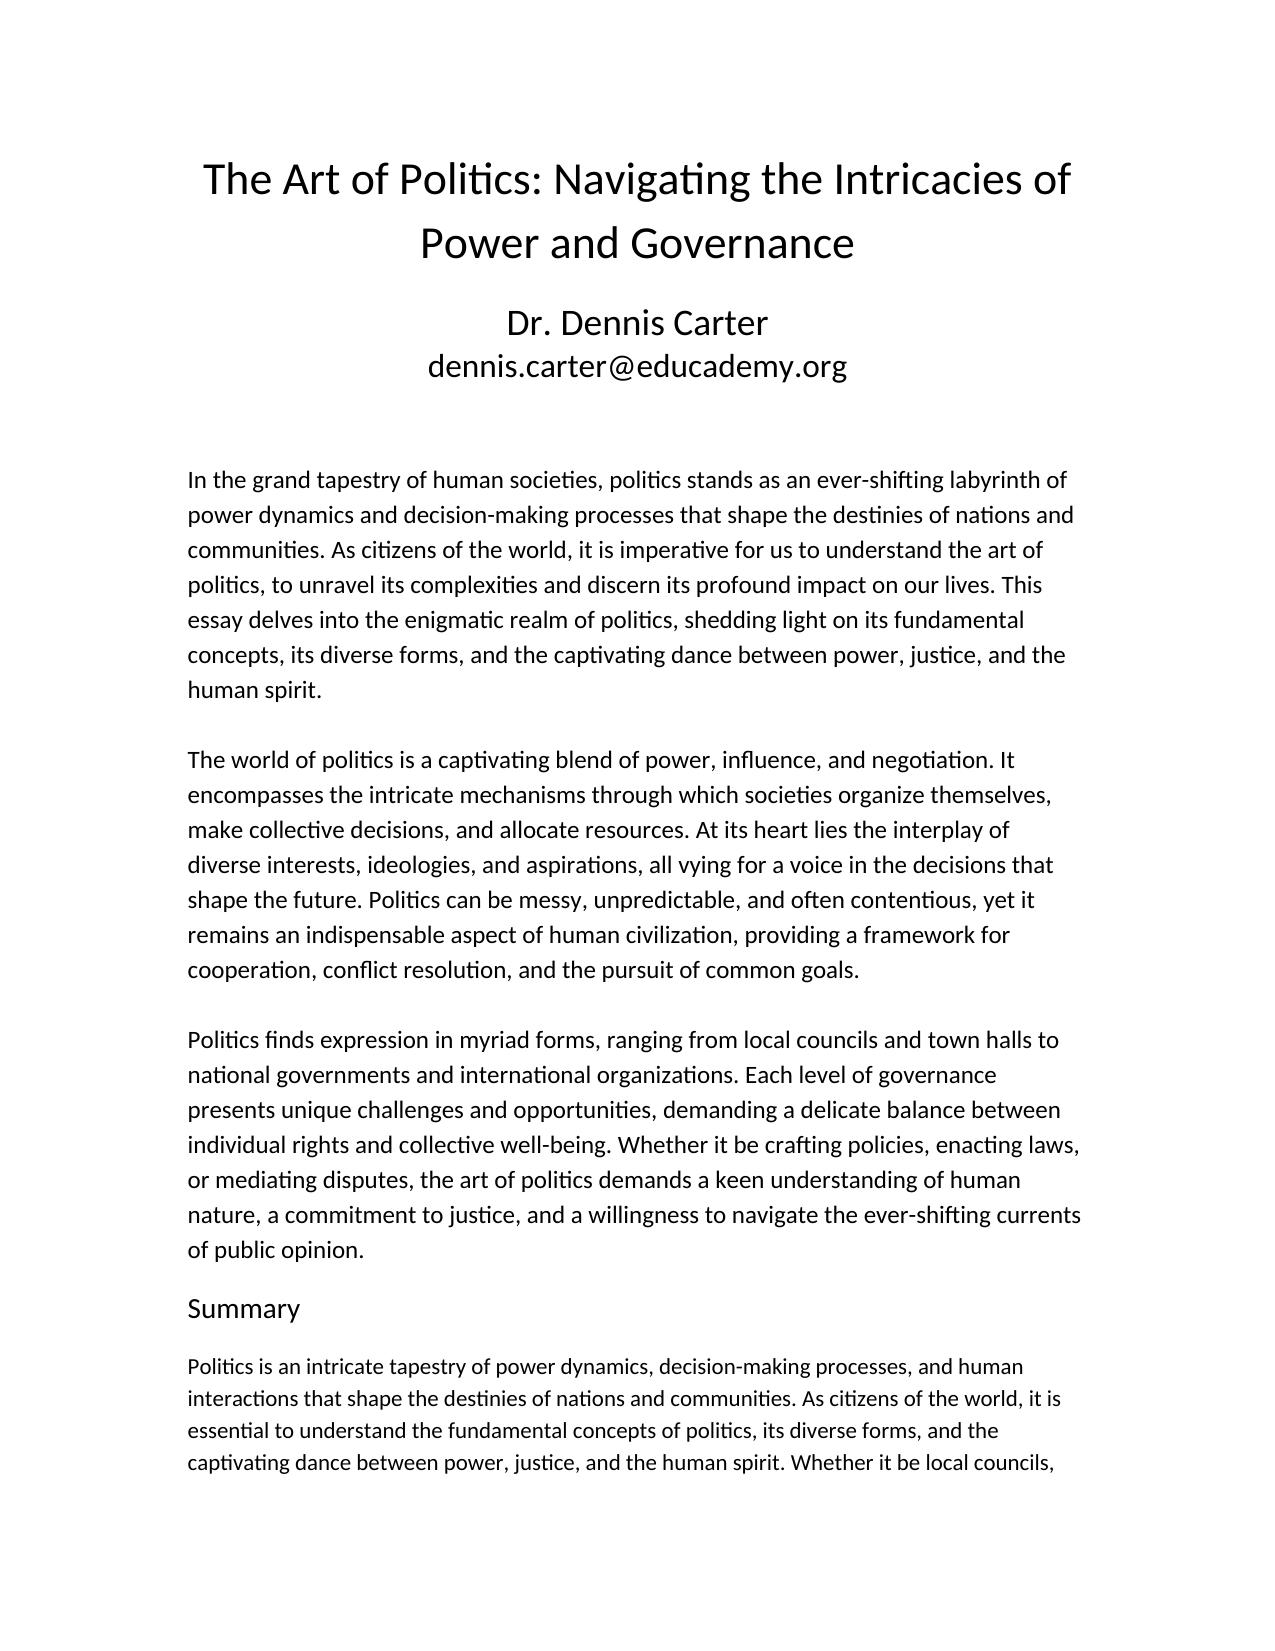 The Art of Politics: Navigating the Intricacies of
Power and Governance
Dr. Dennis Carter
dennis.carter@educademy.org
In the grand tapestry of human societies, politics stands as an ever-shifting labyrinth of
power dynamics and decision-making processes that shape the destinies of nations and
communities. As citizens of the world, it is imperative for us to understand the art of
politics, to unravel its complexities and discern its profound impact on our lives. This
essay delves into the enigmatic realm of politics, shedding light on its fundamental
concepts, its diverse forms, and the captivating dance between power, justice, and the
human spirit.
The world of politics is a captivating blend of power, influence, and negotiation. It
encompasses the intricate mechanisms through which societies organize themselves,
make collective decisions, and allocate resources. At its heart lies the interplay of
diverse interests, ideologies, and aspirations, all vying for a voice in the decisions that
shape the future. Politics can be messy, unpredictable, and often contentious, yet it
remains an indispensable aspect of human civilization, providing a framework for
cooperation, conflict resolution, and the pursuit of common goals.
Politics finds expression in myriad forms, ranging from local councils and town halls to
national governments and international organizations. Each level of governance
presents unique challenges and opportunities, demanding a delicate balance between
individual rights and collective well-being. Whether it be crafting policies, enacting laws,
or mediating disputes, the art of politics demands a keen understanding of human
nature, a commitment to justice, and a willingness to navigate the ever-shifting currents
of public opinion.
Summary
Politics is an intricate tapestry of power dynamics, decision-making processes, and human
interactions that shape the destinies of nations and communities. As citizens of the world, it is
essential to understand the fundamental concepts of politics, its diverse forms, and the
captivating dance between power, justice, and the human spirit. Whether it be local councils,